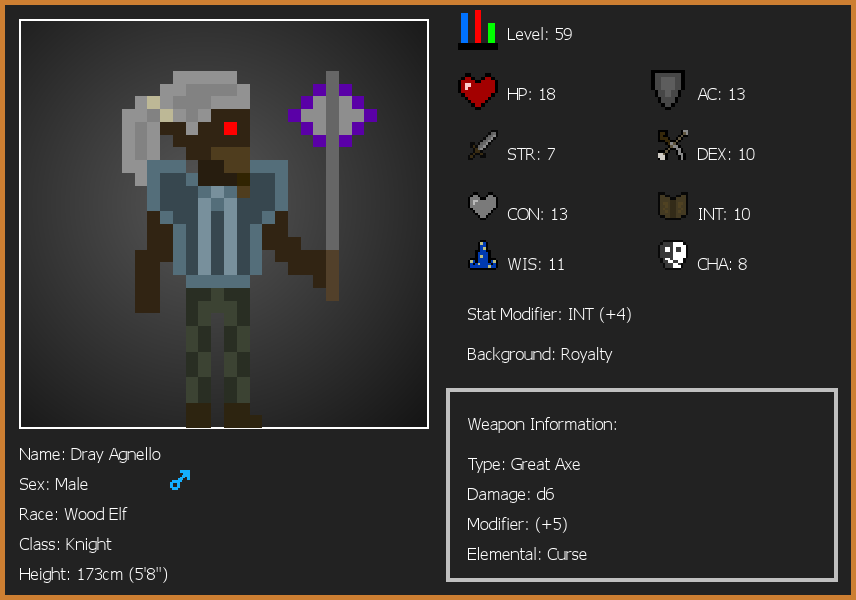 Level: 59
HP: 18
AC: 13
STR: 7
DEX: 10
CON: 13
INT: 10
WIS: 11
CHA: 8
Stat Modifier: INT (+4)
Background: Royalty
Weapon Information:
Type: Great Axe
Damage: d6
Modifier: (+5)
Elemental: Curse
Name: Dray Agnello
Sex: Male
Race: Wood Elf
Class: Knight
Height: 173cm (5'8")